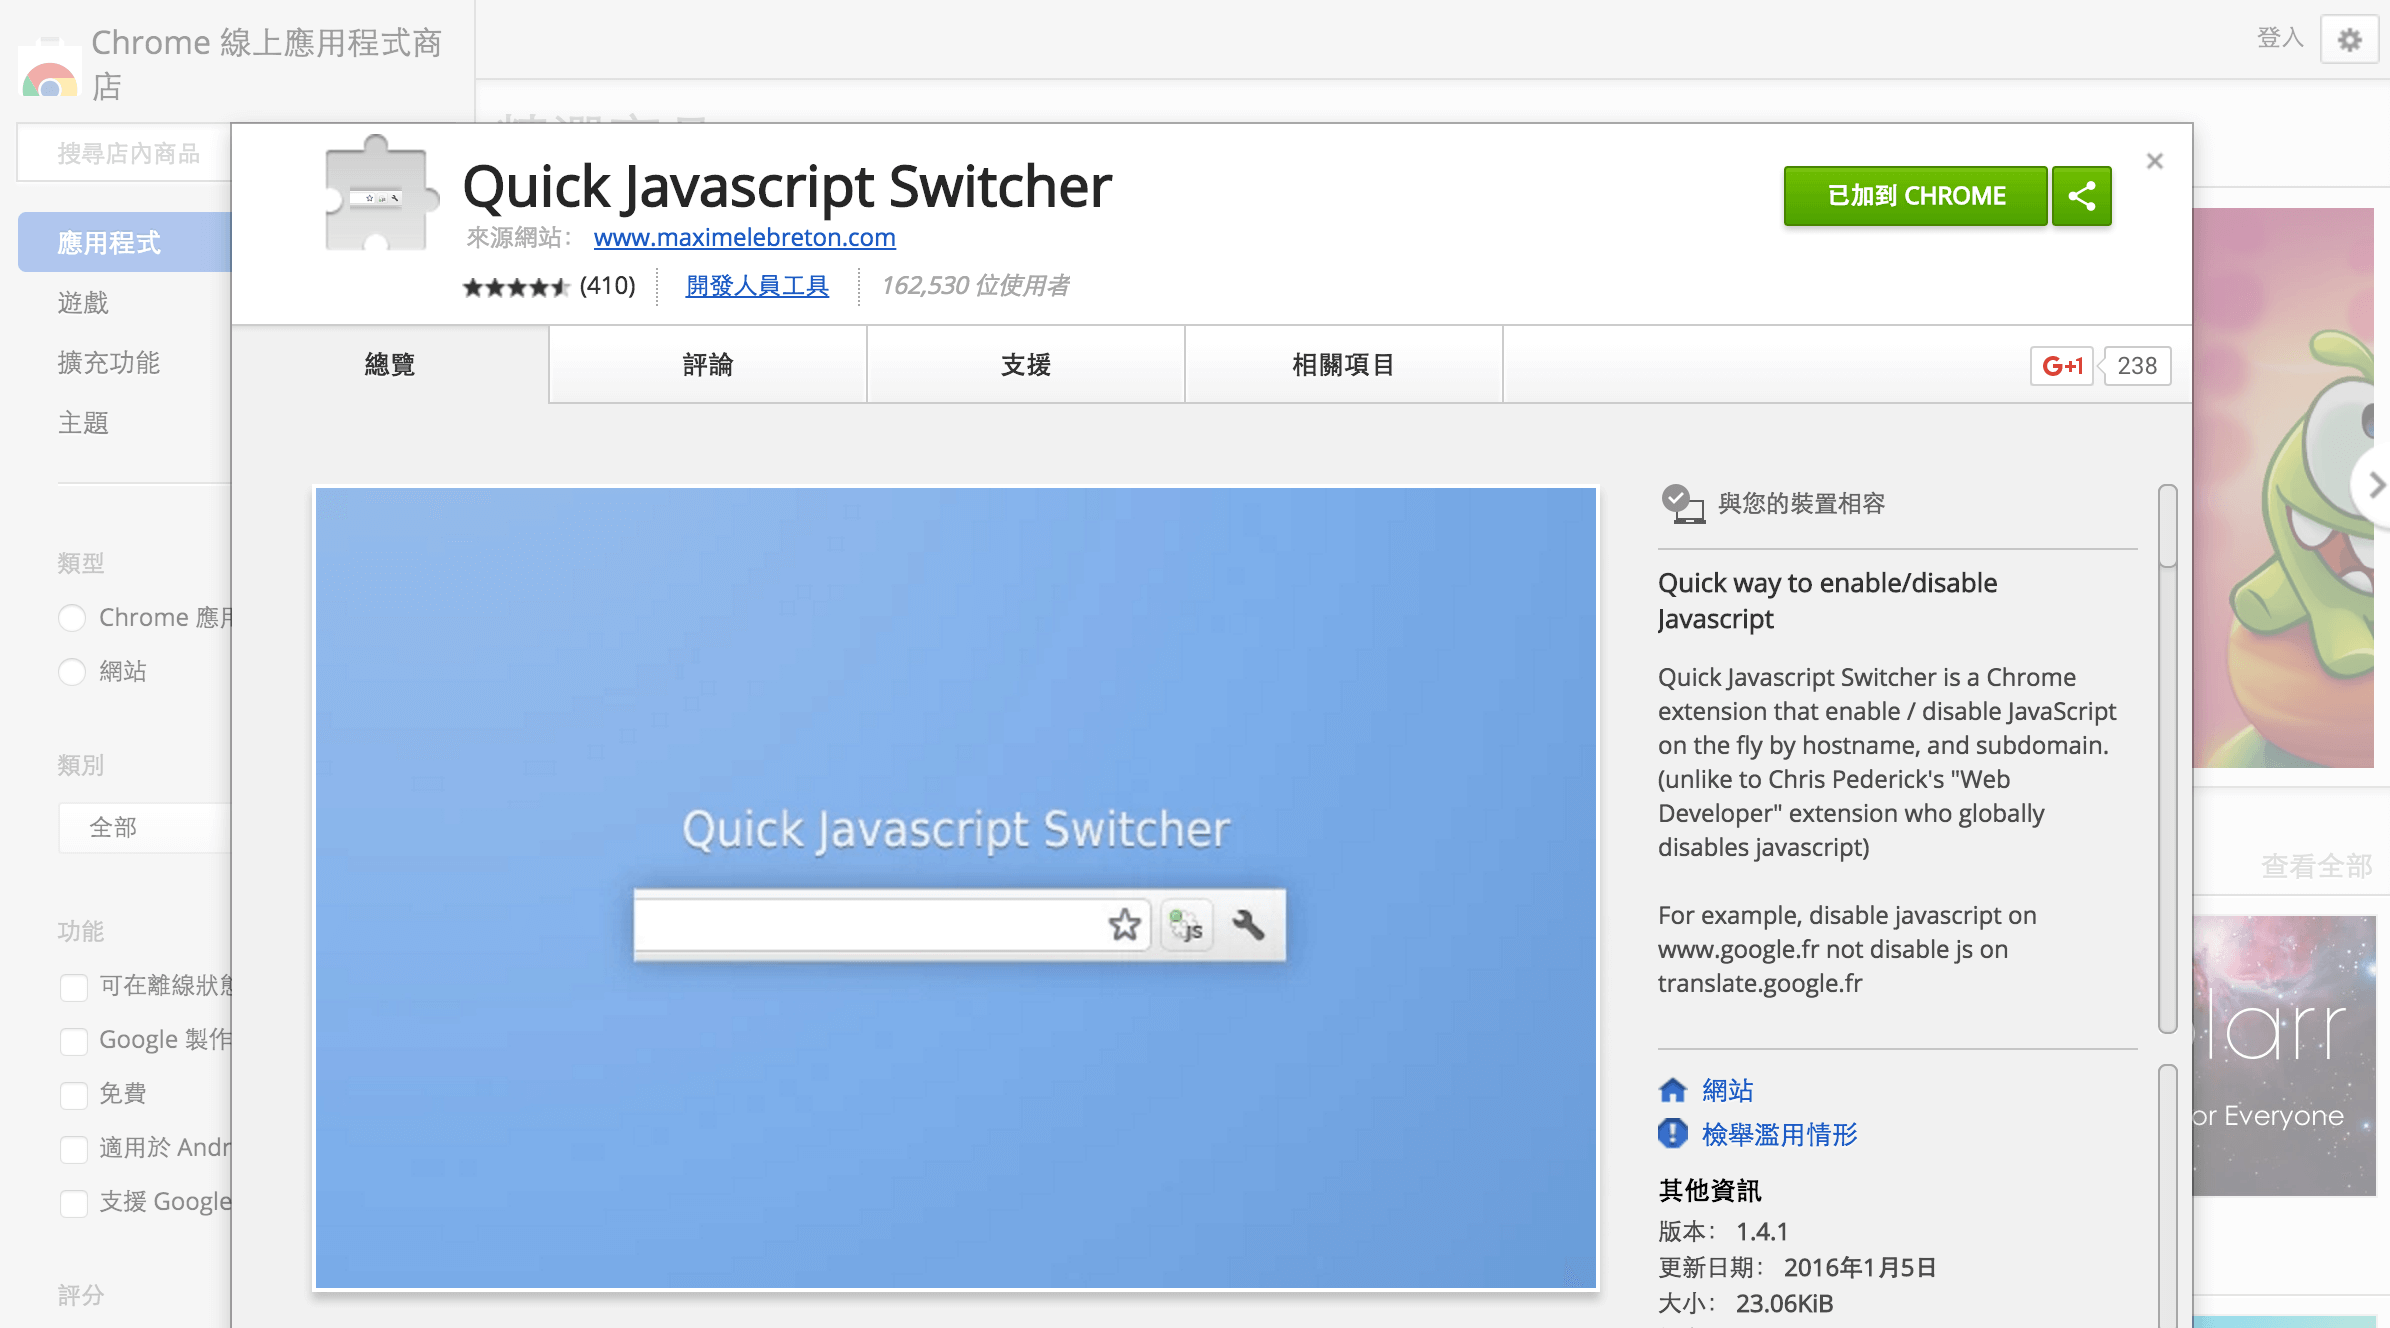 Chrome 線上應用程式商
店
登入
搜尋店內商品
Quick Javascript Switcher
已加到 CHROME
來源網站： www.maximelebreton.com
(410) 開發人員工具 162,530 位使用者
應用程式
遊戲
擴充功能
主題
總覽 評論 支援 相關項目
G+1 238
類型
Chrome 應用
網站
類別
全部
功能
可在離線狀態
Google 製作
免費
適用於 Andr
支援 Google
評分
Quick Javascript Switcher
js
與您的裝置相容
Quick way to enable/disable
Javascript
Quick Javascript Switcher is a Chrome
extension that enable / disable JavaScript
on the fly by hostname, and subdomain.
(unlike to Chris Pederick's "Web
Developer" extension who globally
disables javascript)
For example, disable javascript on
www.google.fr not disable js on
translate.google.fr
網站
檢舉濫用情形
其他資訊
版本： 1.4.1
更新日期： 2016年1月5日
大小： 23.06KiB
查看全部
larr
or Everyone